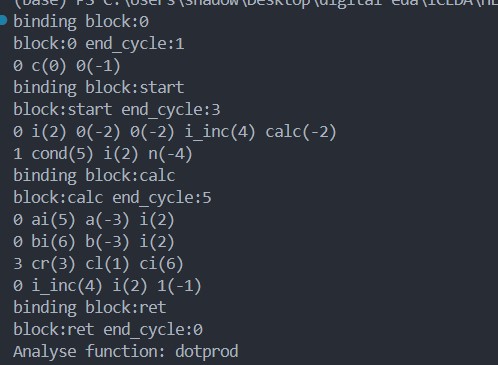 (base) PS C:\Users\shadow\Desktop\digital eda\iCEDA\HL
binding block:0
block:0 end_cycle:1
0 c(0) 0(-1)
binding block:start
block:start end_cycle:3
0 i(2) 0(-2) 0(-2) i_inc(4) calc(-2)
1 cond(5) i(2) n(-4)
binding block:calc
block:calc end_cycle:5
0 ai(5) a(-3) i(2)
0 bi(6) b(-3) i(2)
3 cr(3) cl(1) ci(6)
0 i_inc(4) i(2) 1(-1)
binding block:ret
block:ret end_cycle:0
Analyse function: dotprod